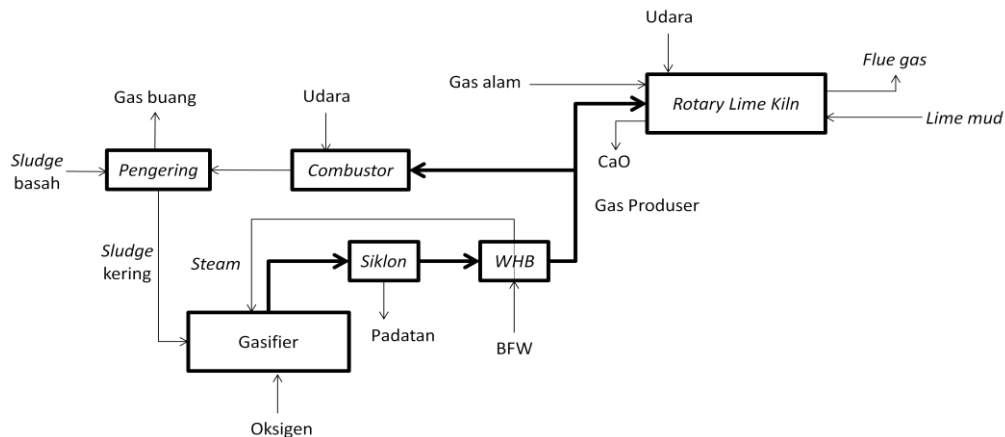 Udara
Flue gas
Gas alam
Rotary Lime Kiln
Lime mud
CaO
Gas buang
Udara
Sludge
basah
Pengering
Combustor
Gas Produser
Sludge
kering
Steam
Siklon
WHB
Padatan
BFW
Gasifier
Oksigen